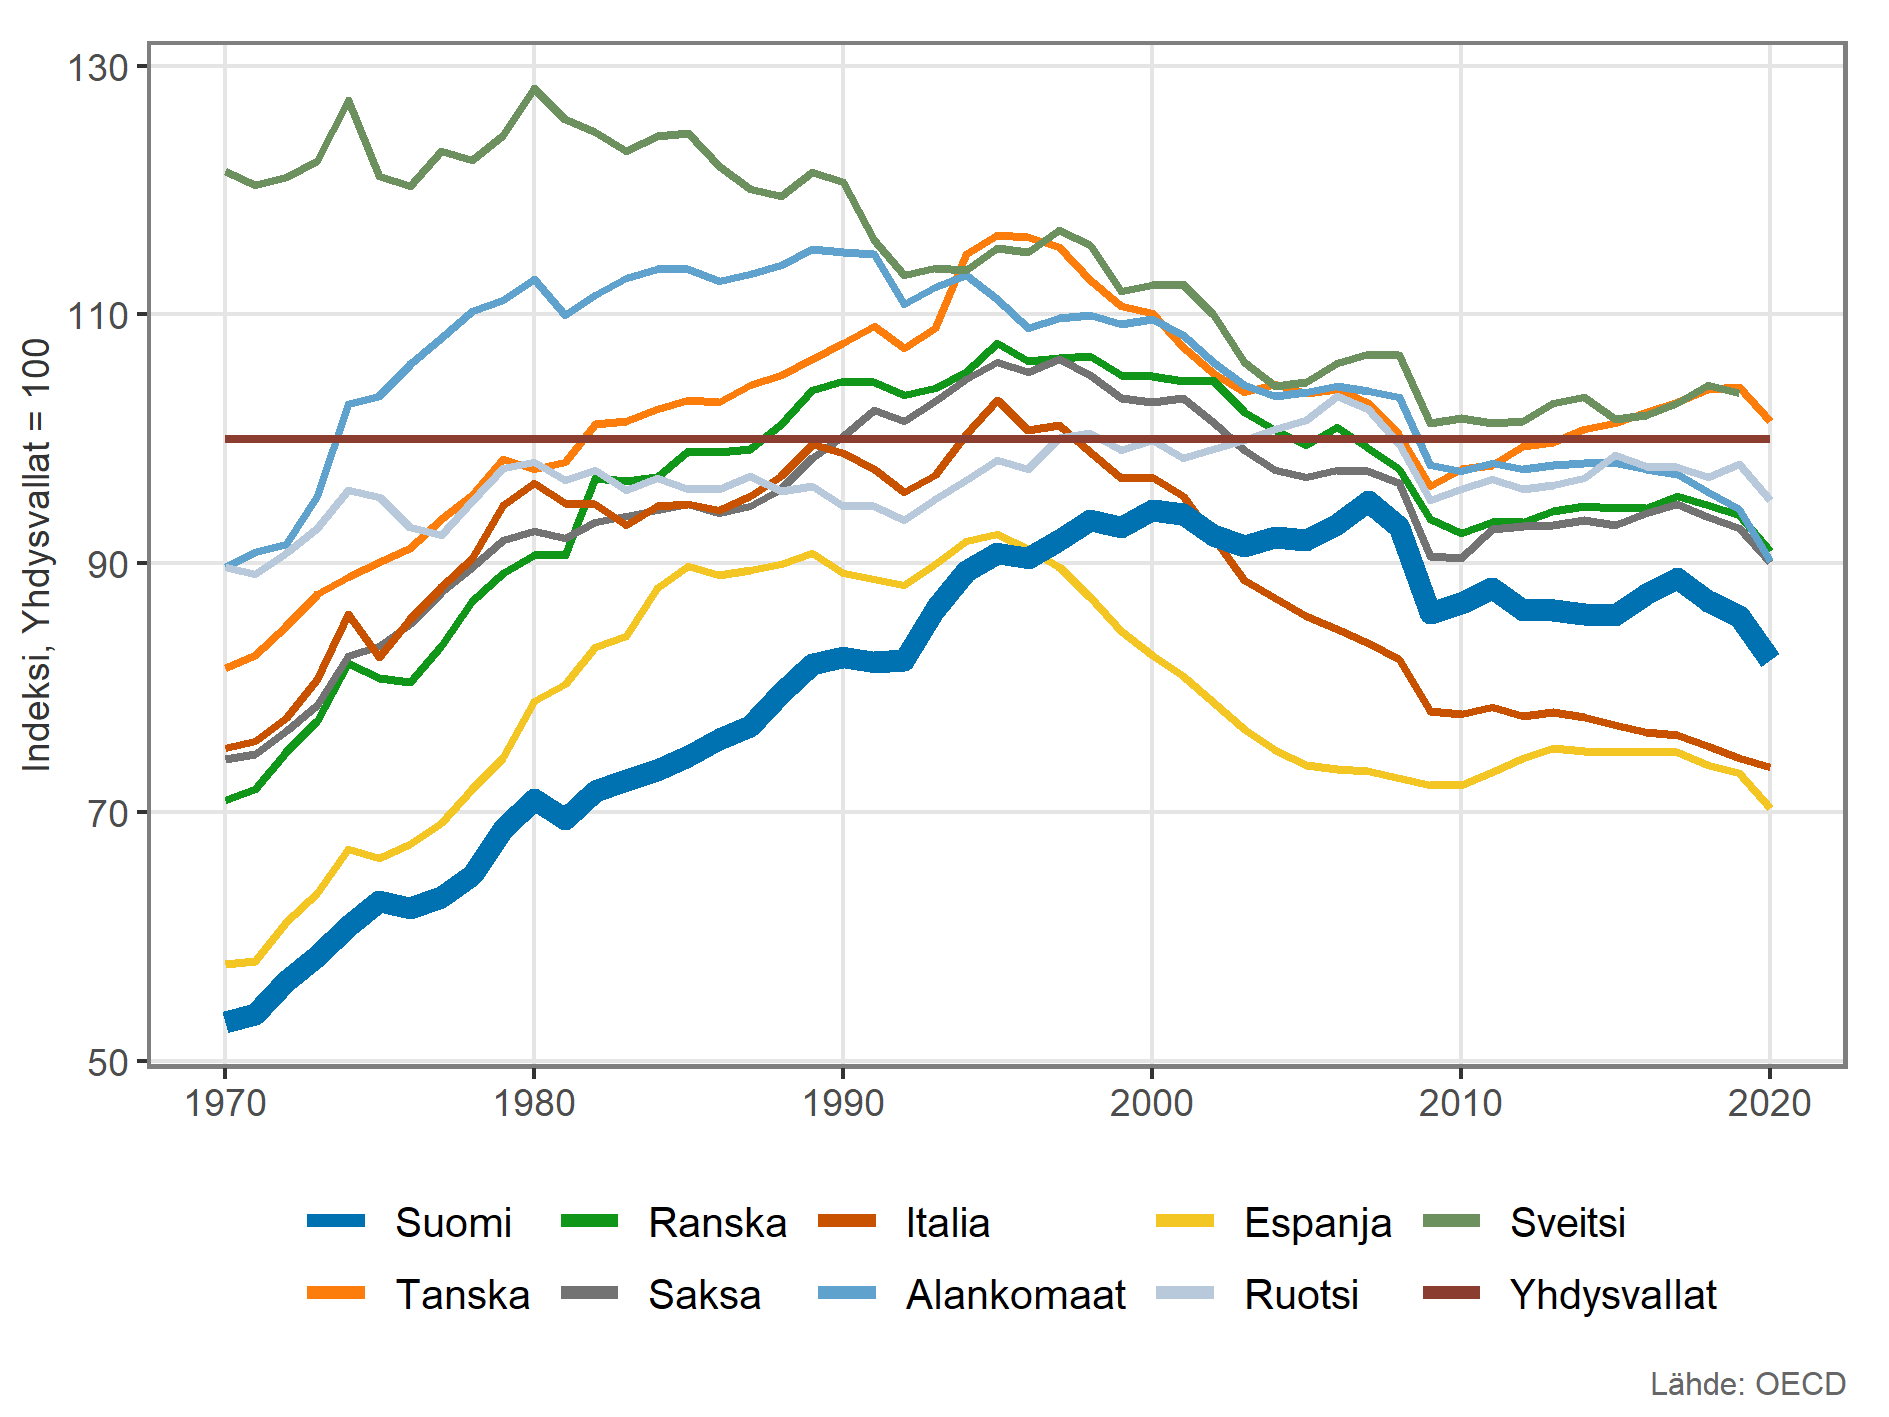 Indeksi, Yhdysvallat = 100
130
110
90
70
50
1970 1980 1990 2000 2010 2020
Suomi Ranska Italia Espanja Sveitsi
Tanska Saksa Alankomaat Ruotsi Yhdysvallat
Lähde: OECD